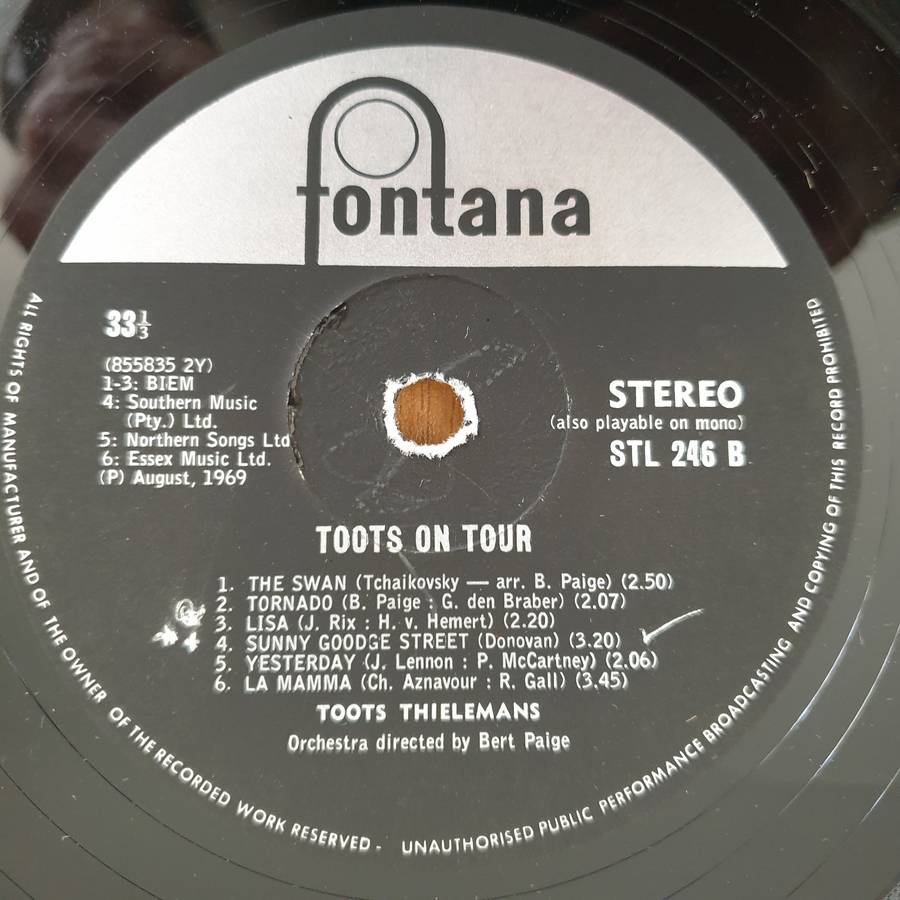 fontana
33⅓
(855835 2Y)
1-3: BIEM
4: Southern Music
(Pty.) Ltd.
5: Northern Songs Ltd
6: Essex Music Ltd.
(P) August, 1969
STEREO
(also playable on mono)
STL 246 B
TOOTS ON TOUR
1. THE SWAN (Tchaikovsky — arr. B. Paige) (2.50)
2. TORNADO (B. Paige : G. den Braber) (2.07)
3. LISA (J. Rix : H. v. Hemert) (2.20)
4. SUNNY GOODGE STREET (Donovan) (3.20)
5. YESTERDAY (J. Lennon : P. McCartney) (2.06)
6. LA MAMMA (Ch. Aznavour : R. Gall) (3.45)
TOOTS THIELEMANS
Orchestra directed by Bert Paige
ALL RIGHTS OF MANUFACTURER AND OF THE OWNER OF THE RECORDED WORK RESERVED - UNAUTHORISED PUBLIC PERFORMANCE BROADCASTING AND COPYING OF THIS RECORD PROHIBITED